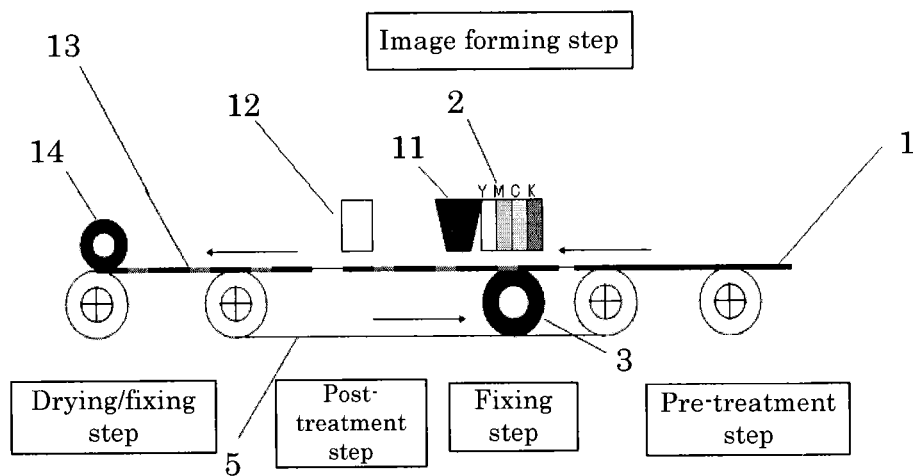 Image forming step
13
2
12
11
1
14
Y M C K
3
Drying/fixing
step
Post-
treatment
step
Fixing
step
Pre-treatment
step
5